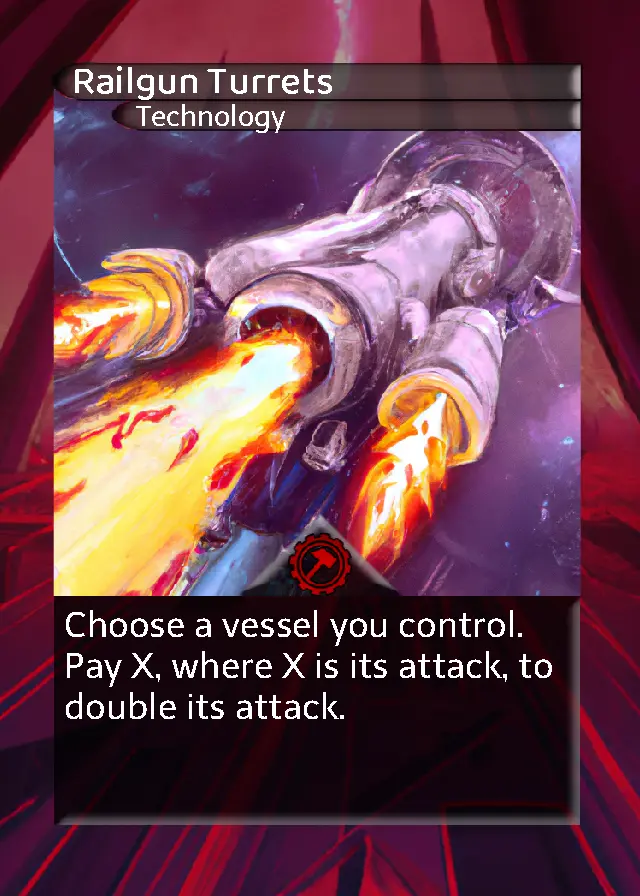 Railgun Turrets
Technology
Choose a vessel you control.
Pay X, where X is its attack, to
double its attack.